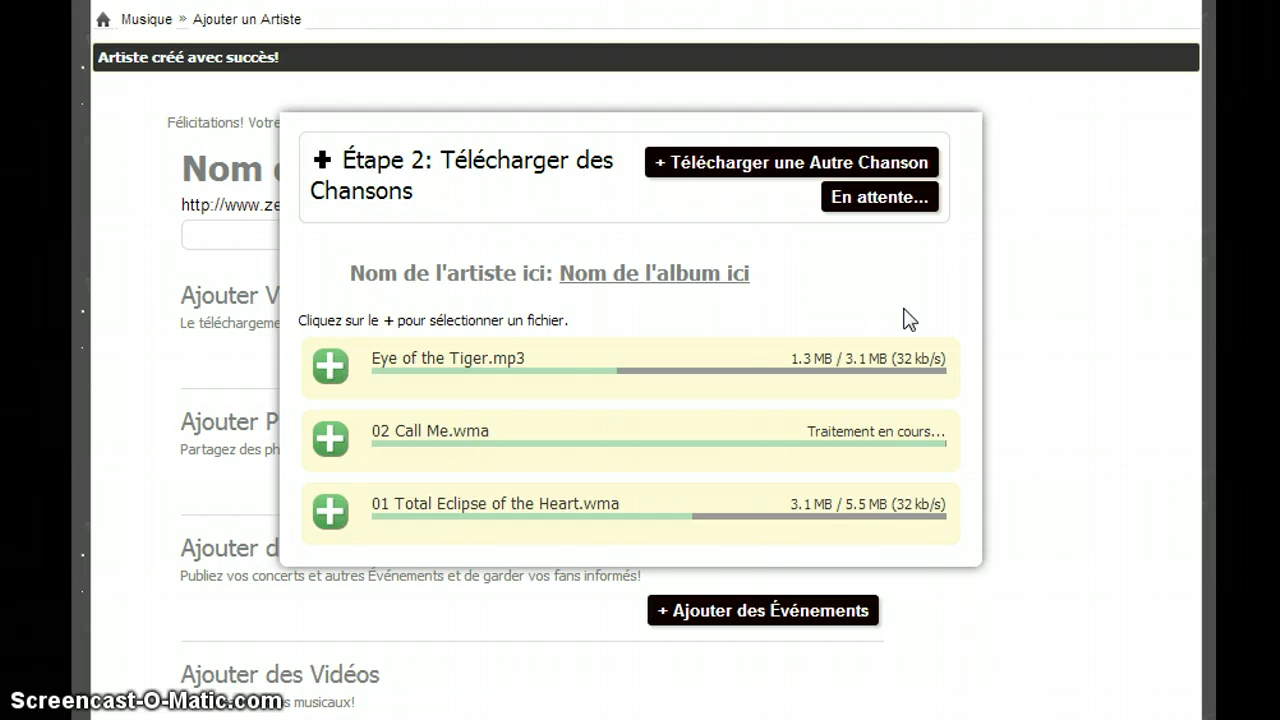 Musique » Ajouter un Artiste
Artiste créé avec succès!
Félicitations! Votre
Nom
http://www.ze
+ Étape 2: Télécharger des
Chansons
+ Télécharger une Autre Chanson
En attente...
Nom de l'artiste ici: Nom de l'album ici
Cliquez sur le + pour sélectionner un fichier.
Eye of the Tiger.mp3 1.3 MB / 3.1 MB (32 kb/s)
02 Call Me.wma Traitement en cours...
01 Total Eclipse of the Heart.wma 3.1 MB / 5.5 MB (32 kb/s)
Ajouter V
Le téléchargeme
Ajouter P
Partagez des ph
Ajouter d
Publiez vos concerts et autres Événements et de garder vos fans informés!
+ Ajouter des Événements
Ajouter des Vidéos
s musicaux!
Screencast-O-Matic.com